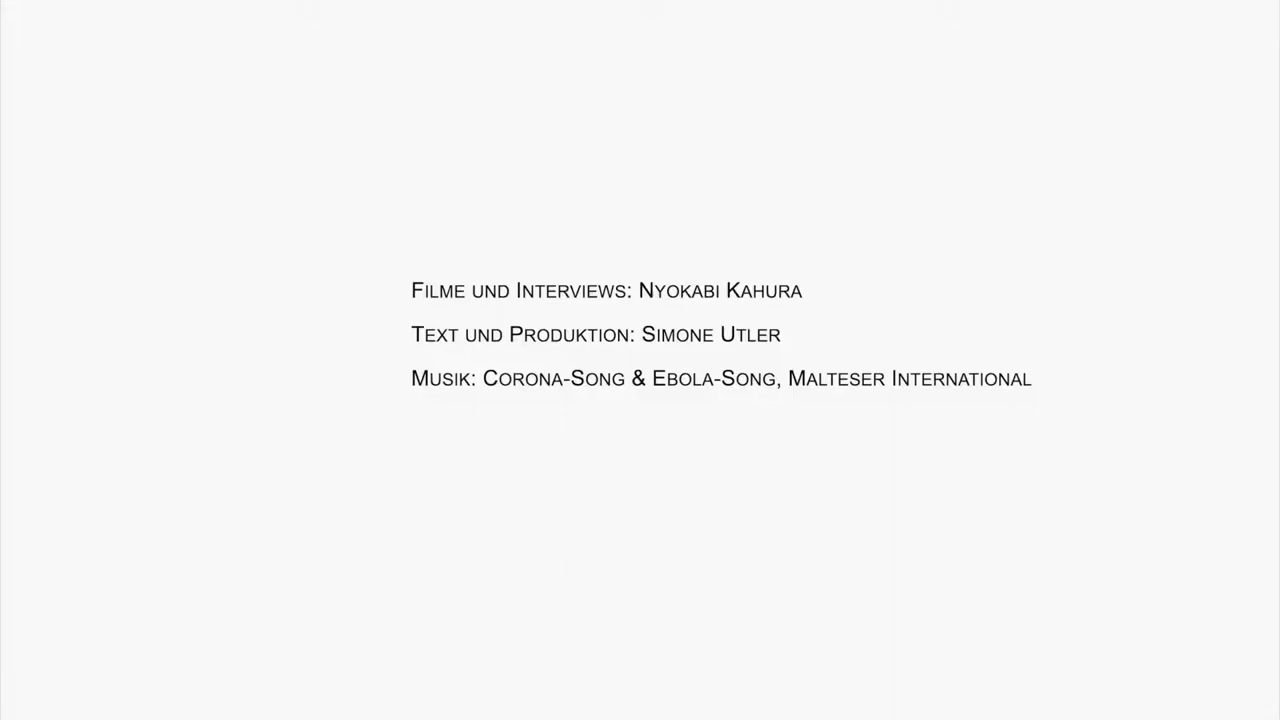 Filme und Interviews: Nyokabi Kahura
Text und Produktion: Simone Utler
Musik: Corona-Song & Ebola-Song, Malteser International